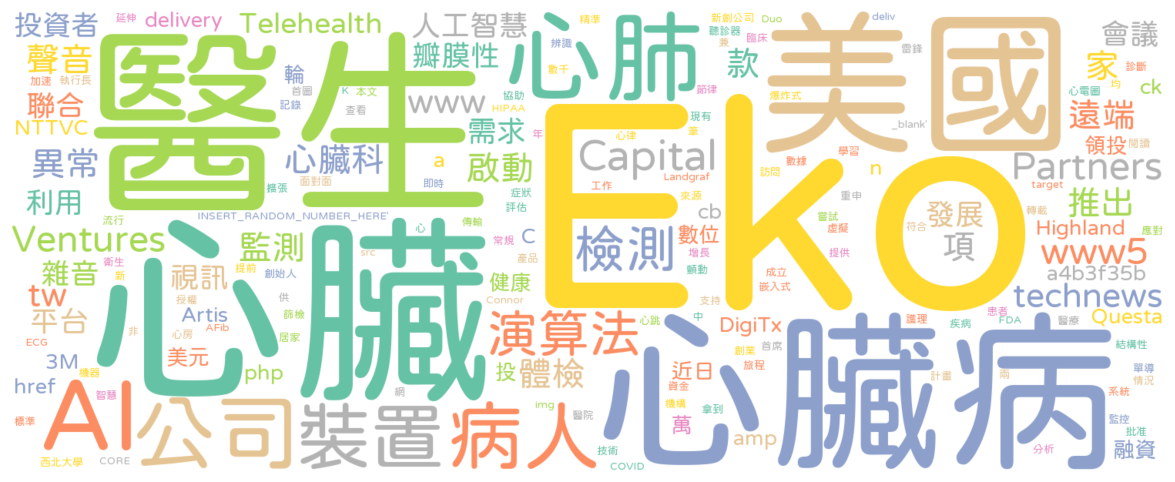 投資者
延伸
delivery
Telehealth
人工智慧
精準
新創公司
Duo
deliv
會議
聲音
加速
執行長
輪
首圖
K
本文
瓣膜性
心肺
辨識
聽診器
兼
臨床
款
美國
雷鋒
家
診斷
聯合
醫生
記錄
查看
www
協助
數千
節律
爆炸式
心電圖
均
ck
NTTVC
需求
HIPAA
現有
筆
_blank'
遠端
異常
心臟科
啟動
a
年
心律
Capital
來源
Eko
數據
學習
訪問
領投
閱讀
利用
擴張
面對面
即時
症狀
評估
工作
Landgraf
n
target
Partners
流行
INSERT_RANDOM_NUMBER_HERE'
心
傳輸
cb
重申
嘗試
虛擬
發展
轉載
推出
Ventures
監測
心臟
src
常規
C
產品
檢測
數位
增長
顫動
提供
符合
項
Highland
應對
www5
雜音
衛生
新
提前
創始人
視訊
授權
供
健康
Connor
支持
成立
嵌入式
a4b3f35b
tw
平台
非
Artis
AFib
心房
篩檢
居家
演算法
心跳
中
DigiTx
護理
疾病
患者
FDA
醫療
technews
Questa
ECG
3M
美元
創業
首席
旅程
結構性
href
機器
智慧
php
網
投
體檢
近日
資金
計畫
兩
單導
情況
AI
公司
裝置
病人
img
醫院
機構
拿到
萬
心臟病
系統
標準
amp
監控
批准
西北大學
CORE
技術
COVID
分析
融資